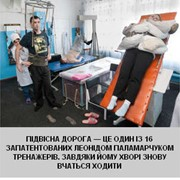 ПІДВІСНА ДОРОГА — ЦЕ ОДИН ІЗ 16
ЗАПАТЕНТОВАНИХ ЛЕОНІДОМ ПАЛАМАРЧУКОМ
ТРЕНАЖЕРІВ. ЗАВДЯКИ ЙОМУ ХВОРІ ЗНОВУ
ВЧАТЬСЯ ХОДИТИ